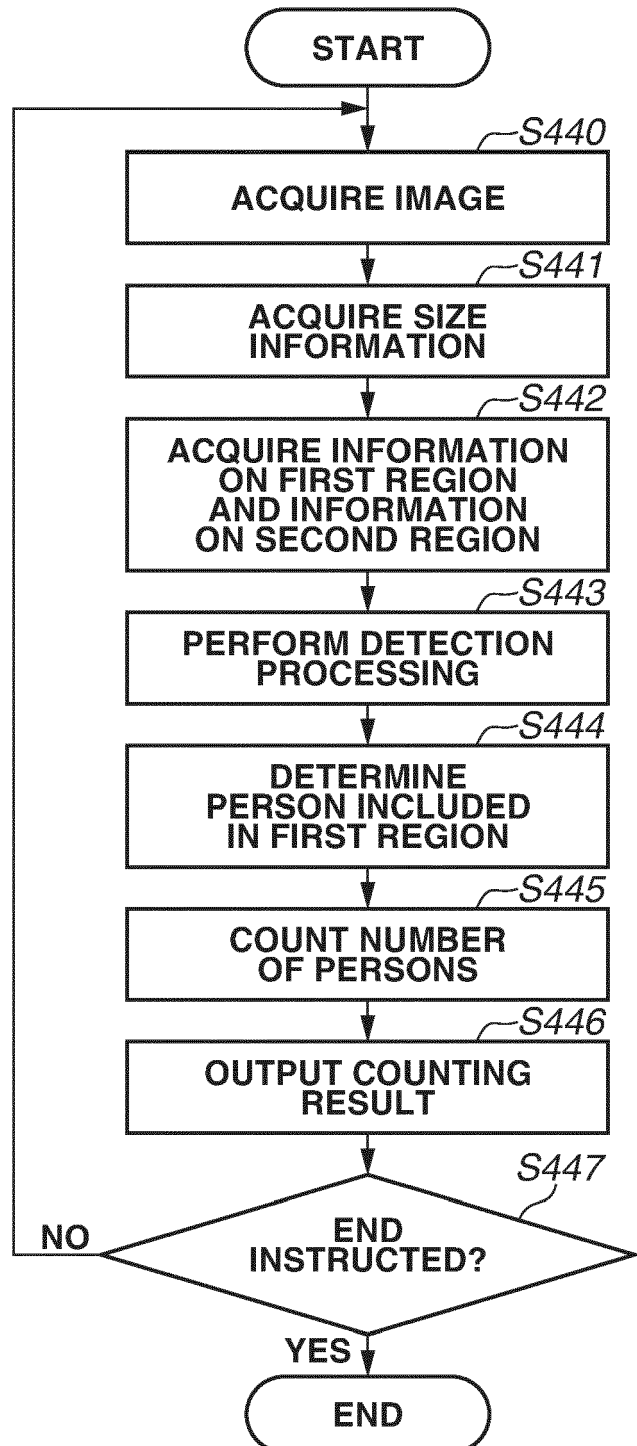 START
S440
ACQUIRE IMAGE
S441
ACQUIRE SIZE
INFORMATION
S442
ACQUIRE INFORMATION
ON FIRST REGION
AND INFORMATION
ON SECOND REGION
S443
PERFORM DETECTION
PROCESSING
S444
DETERMINE
PERSON INCLUDED
IN FIRST REGION
S445
COUNT NUMBER
OF PERSONS
S446
OUTPUT COUNTING
RESULT
S447
NO
END
INSTRUCTED?
YES
END